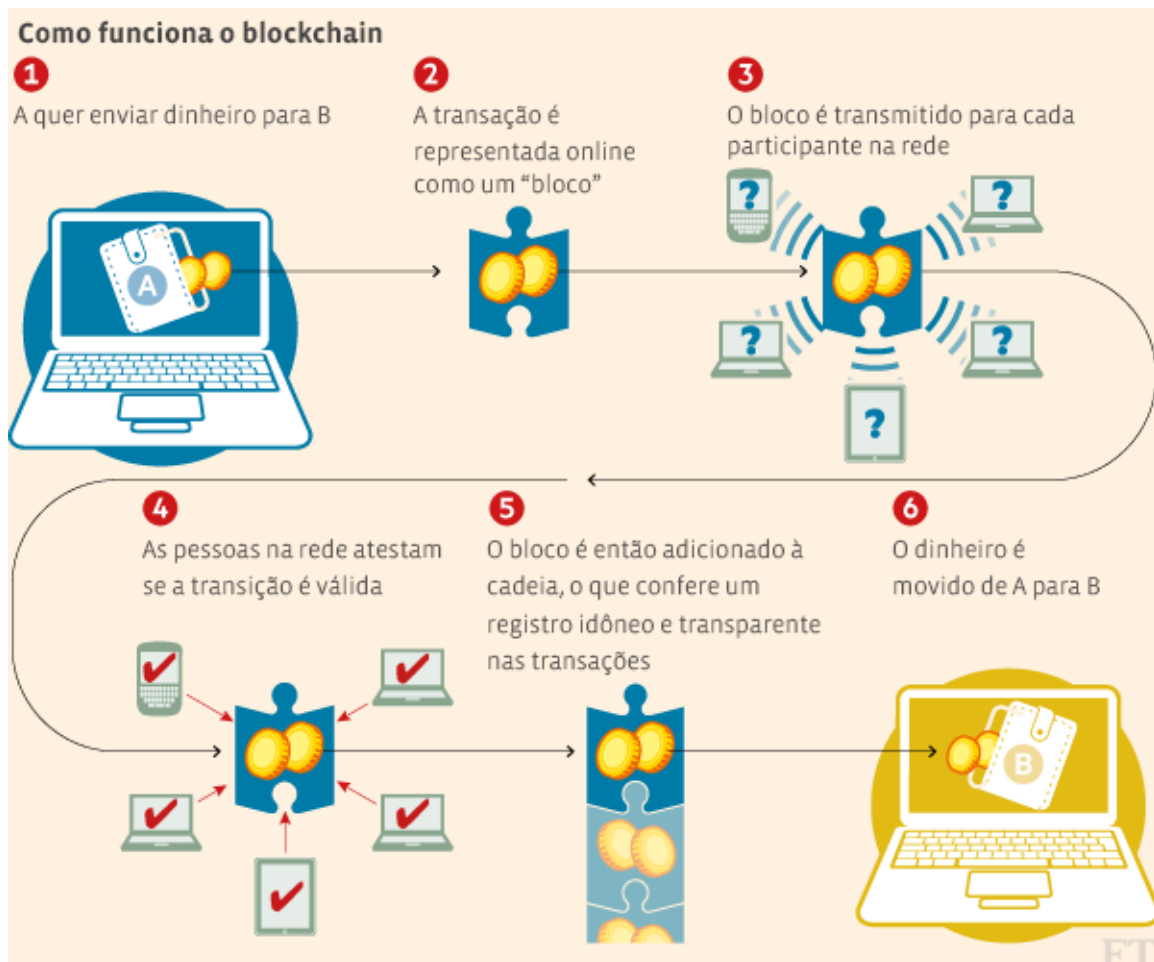 Como funciona o blockchain
1
A quer enviar dinheiro para B
2
A transação é
representada online
como um “bloco”
3
O bloco é transmitido para cada
participante na rede
?
?
?
?
?
A
4
As pessoas na rede atestam
se a transição é válida
5
O bloco é então adicionado à
cadeia, o que confere um
registro idôneo e transparente
nas transações
6
O dinheiro é
movido de A para B
B
FT